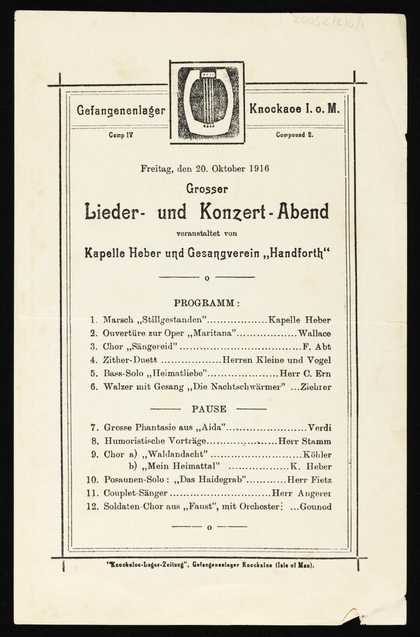 Gefangenenlager Knockaoe I. o. M.
Camp IV Compound 2.
Freitag, den 20. Oktober 1916
Grosser
Lieder- und Konzert-Abend
veranstaltet von
Kapelle Heber und Gesangverein „Handforth“
PROGRAMM:
1. Marsch „Stillgestanden“..................Kapelle Heber
2. Ouvertüre zur Oper „Maritana“..................Wallace
3. Chor „Sängereid“..................F. Abt
4. Zither-Duett..................Herren Kleine und Vogel
5. Bass-Solo „Heimatliebe“..................Herr C. Ern
6. Walzer mit Gesang „Die Nachtschwärmer“ ...Ziehrer
PAUSE
7. Grosse Phantasie aus „Aida“..................Verdi
8. Humoristische Vorträge..................Herr Stamm
9. Chor a) „Waldandacht“..................Köhler
b) „Mein Heimattal“ ..................K. Heber
10. Posaunen-Solo: „Das Haidegrab“...........Herr Fietz
11. Couplet-Sänger..................Herr Angerer
12. Soldaten Chor aus „Faust“, mit Orchester: ...Gounod
"Knockaloe-Lager-Zeitung", Gefangenenlager Knockaloe (Isle of Man).